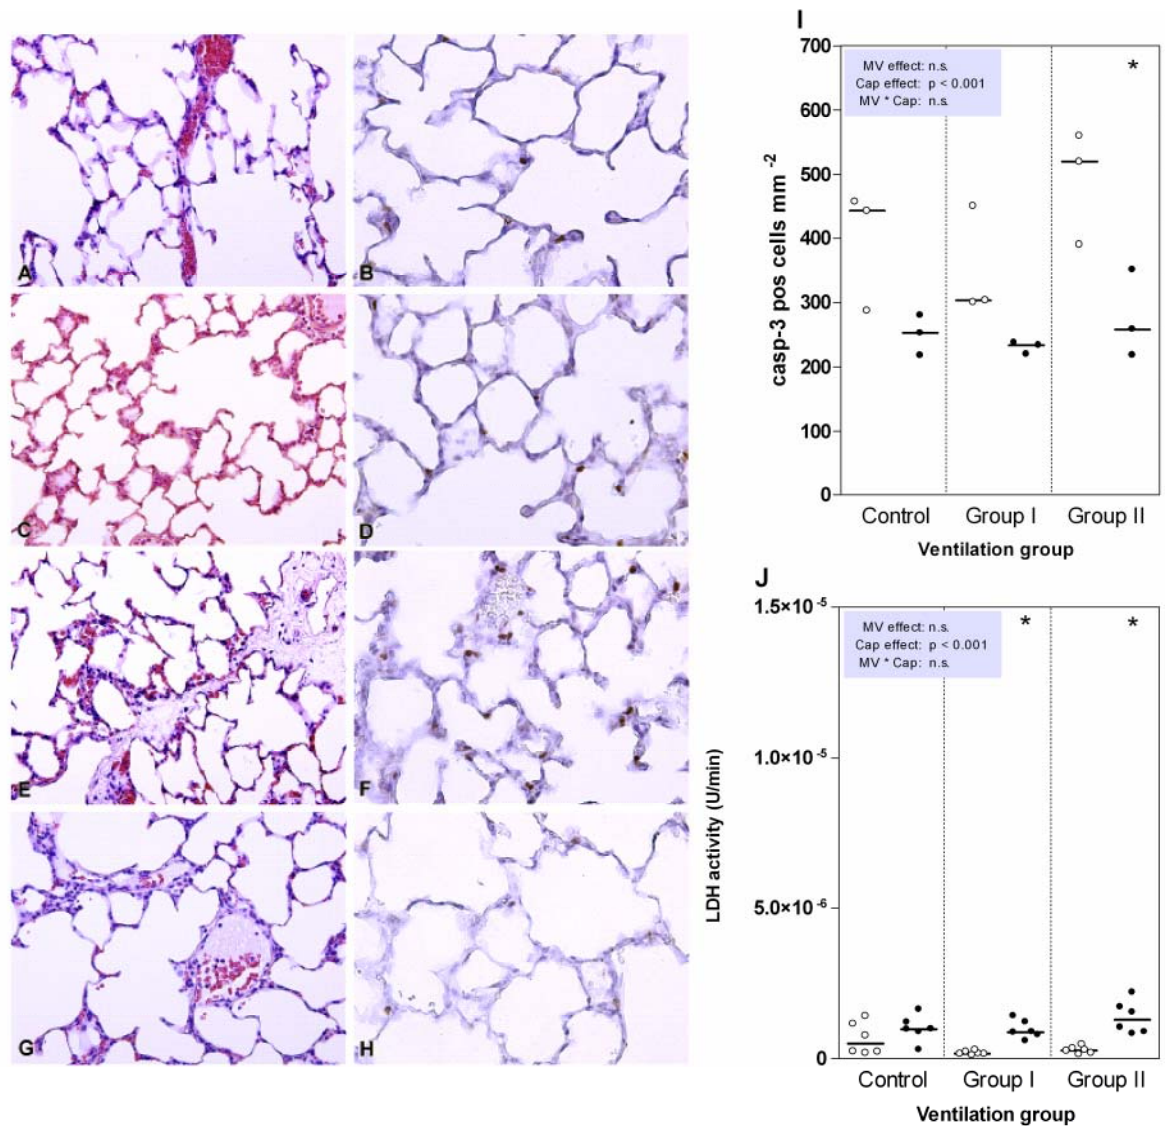 A
B
C
D
E
F
G
H
I
700
600
500
400
300
200
100
0
casp-3 pos cells mm -2
MV effect: n.s.
Cap effect: p < 0.001
MV * Cap: n.s.
*
Control Group I Group II
Ventilation group
J
1.5×10 -5
1.0×10 -5
5.0×10 -6
0
LDH activity (U/min)
MV effect: n.s.
Cap effect: p < 0.001
MV * Cap: n.s.
* *
Control Group I Group II
Ventilation group